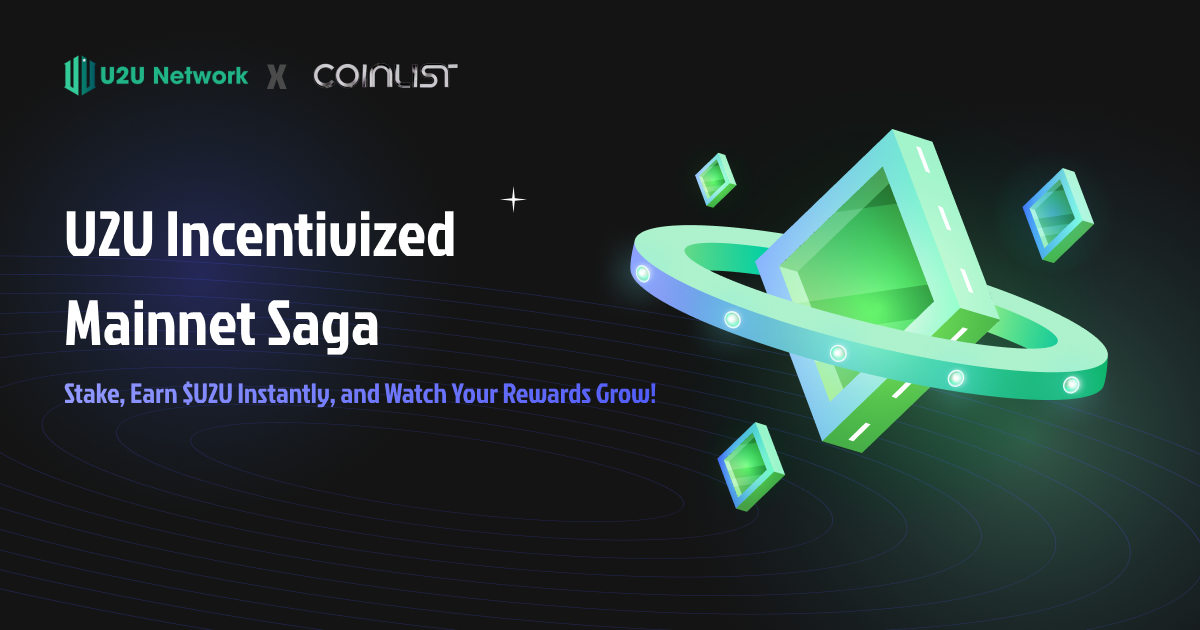 U2U Network X COINLIST
U2U Incentivized
Mainnet Saga
Stake, Earn $U2U Instantly, and Watch Your Rewards Grow!